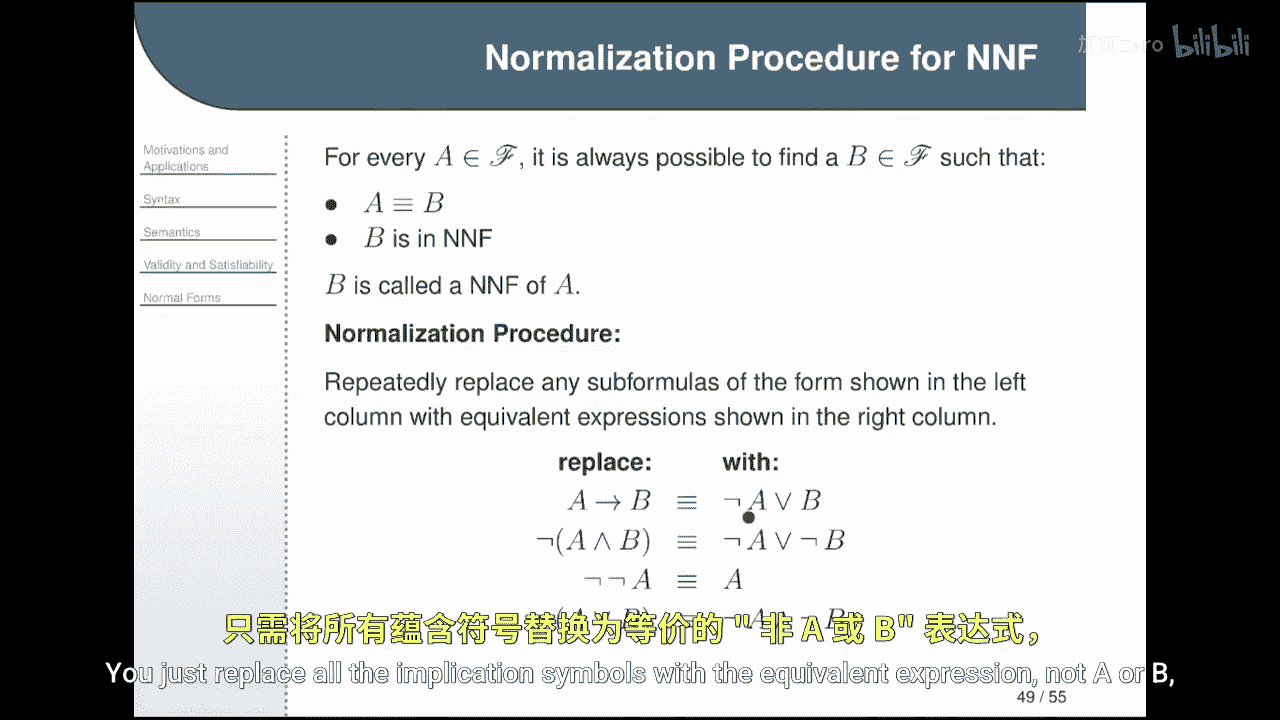 Normalization Procedure for NNF
bilibili
Motivations and
Applications
Syntax
Semantics
Validity and Satisfiability
Normal Forms
For every A ∈ ℱ, it is always possible to find a B ∈ ℱ such that:
• A ≡ B
• B is in NNF
B is called a NNF of A.
Normalization Procedure:
Repeatedly replace any subformulas of the form shown in the left
column with equivalent expressions shown in the right column.
replace: with:
A → B ≡ ¬A ∨ B
¬(A ∧ B) ≡ ¬A ∨ ¬B
¬¬A ≡ A
只需将所有蕴含符号替换为等价的 "非 A 或 B" 表达式，
You just replace all the implication symbols with the equivalent expression, not A or B,
49 / 55